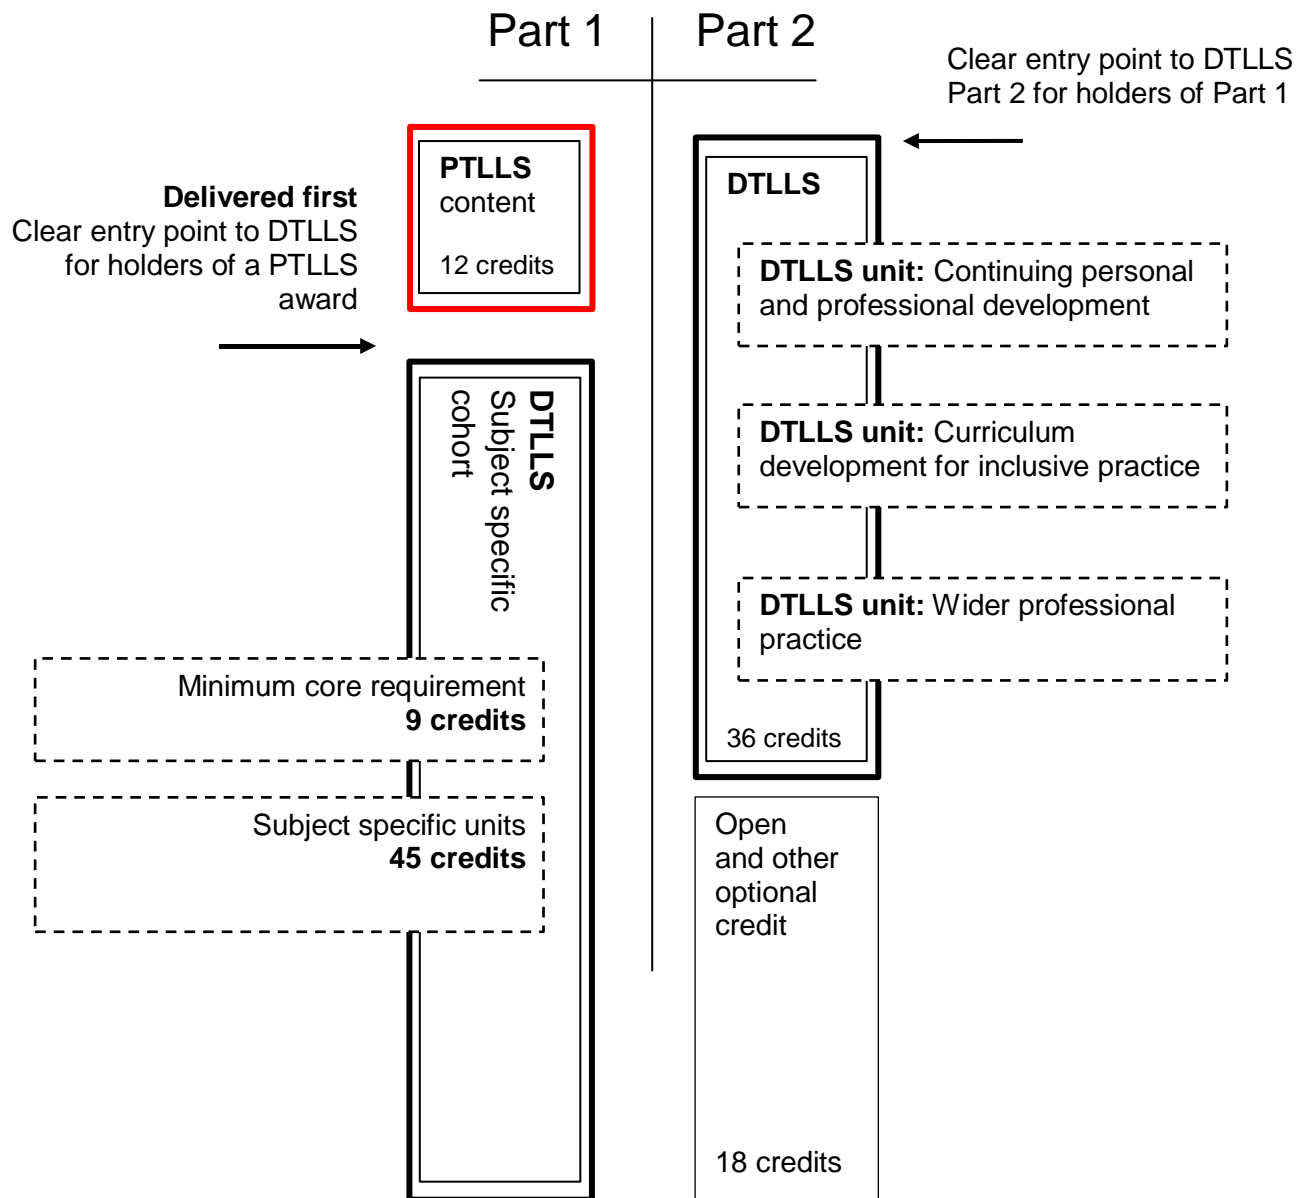 Part 1
Part 2
Clear entry point to DTLLS
Part 2 for holders of Part 1
PTLLS
content
12 credits
Delivered first
Clear entry point to DTLLS
for holders of a PTLLS
award
DTLLS
Subject specific
cohort
Minimum core requirement
9 credits
Subject specific units
45 credits
DTLLS
DTLLS unit: Continuing personal
and professional development
DTLLS unit: Curriculum
development for inclusive practice
DTLLS unit: Wider professional
practice
36 credits
Open
and other
optional
credit
18 credits